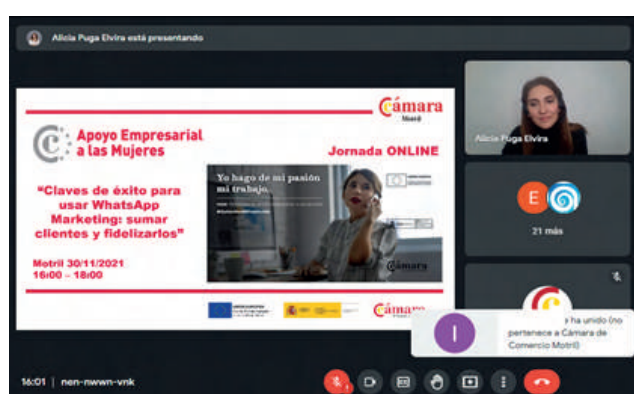 Alicia Puga Elvira está presentando
Cámara
Motril
Apoyo Empresarial
a las Mujeres
Jornada ONLINE
"Claves de éxito para
usar WhatsApp
Marketing: sumar
clientes y fidelizarlos"
Motril 30/11/2021
16:00 – 18:00
Yo hago de mi pasión
mi trabajo.
Cámara
UNIÓN EUROPEA
Cámara
Alicia Puga Elvira
E
21 más
I
ha unido (no
pertenece a Cámara de
Comercio Motril)
16:01 | nen-nwwn-vnk